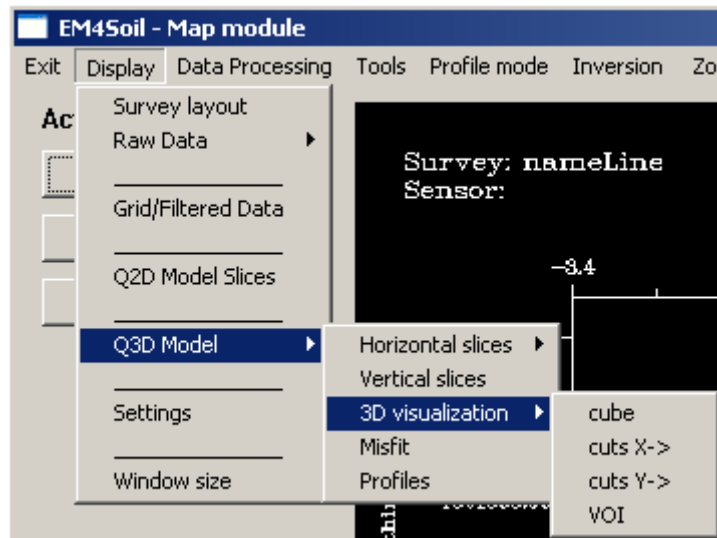 EM4Soil - Map module
Exit Display Data Processing Tools Profile mode Inversion Zo
Ac
Survey layout
Raw Data
Grid/Filtered Data
Q2D Model Slices
Q3D Model
Settings
Window size
Horizontal slices
Vertical slices
3D visualization
Misfit
Profiles
cube
cuts X->
cuts Y->
VOI
Survey: nameLine
Sensor:
-3.4